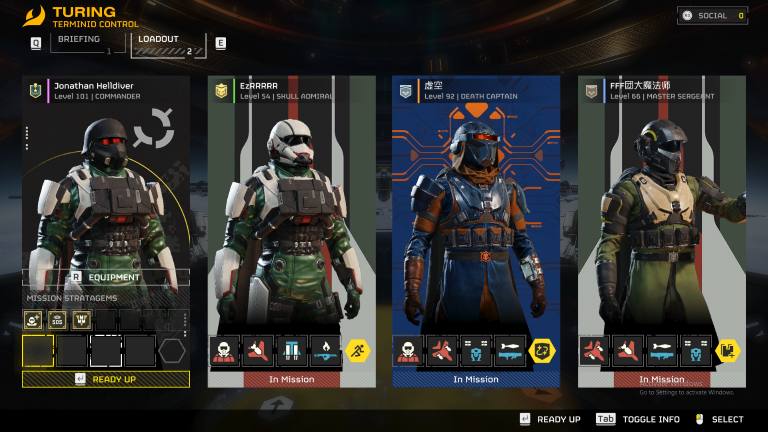 TURING
TERMINID CONTROL
SOCIAL 0
Q
BRIEFING
1
LOADOUT
2
E
Jonathan Helldiver
Level 101 | COMMANDER
EzRRRRR
Level 54 | SKULL ADMIRAL
虚空
Level 92 | DEATH CAPTAIN
FFF团大魔法师
Level 66 | MASTER SERGEANT
R EQUIPMENT
MISSION STRATAGEMS
SOS
READY UP
In Mission
In Mission
In Mission
Activate Windows
Go to Settings to activate Windows.
READY UP
Tab TOGGLE INFO
SELECT